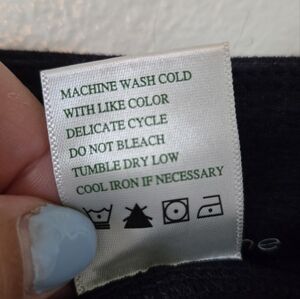 MACHINE WASH COLD
WITH LIKE COLOR
DELICATE CYCLE
DO NOT BLEACH
TUMBLE DRY LOW
COOL IRON IF NECESSARY